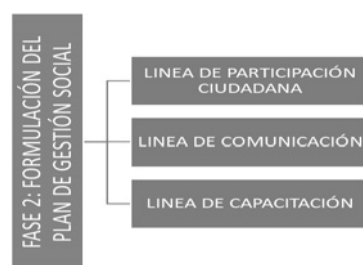 FASE 2: FORMULACIÓN DEL
PLAN DE GESTIÓN SOCIAL
LINEA DE PARTICIPACIÓN
CIUDADANA
LINEA DE COMUNICACIÓN
LINEA DE CAPACITACIÓN